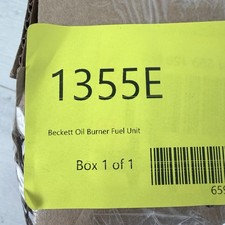 1355E
Beckett Oil Burner Fuel Unit
Box 1 of 1